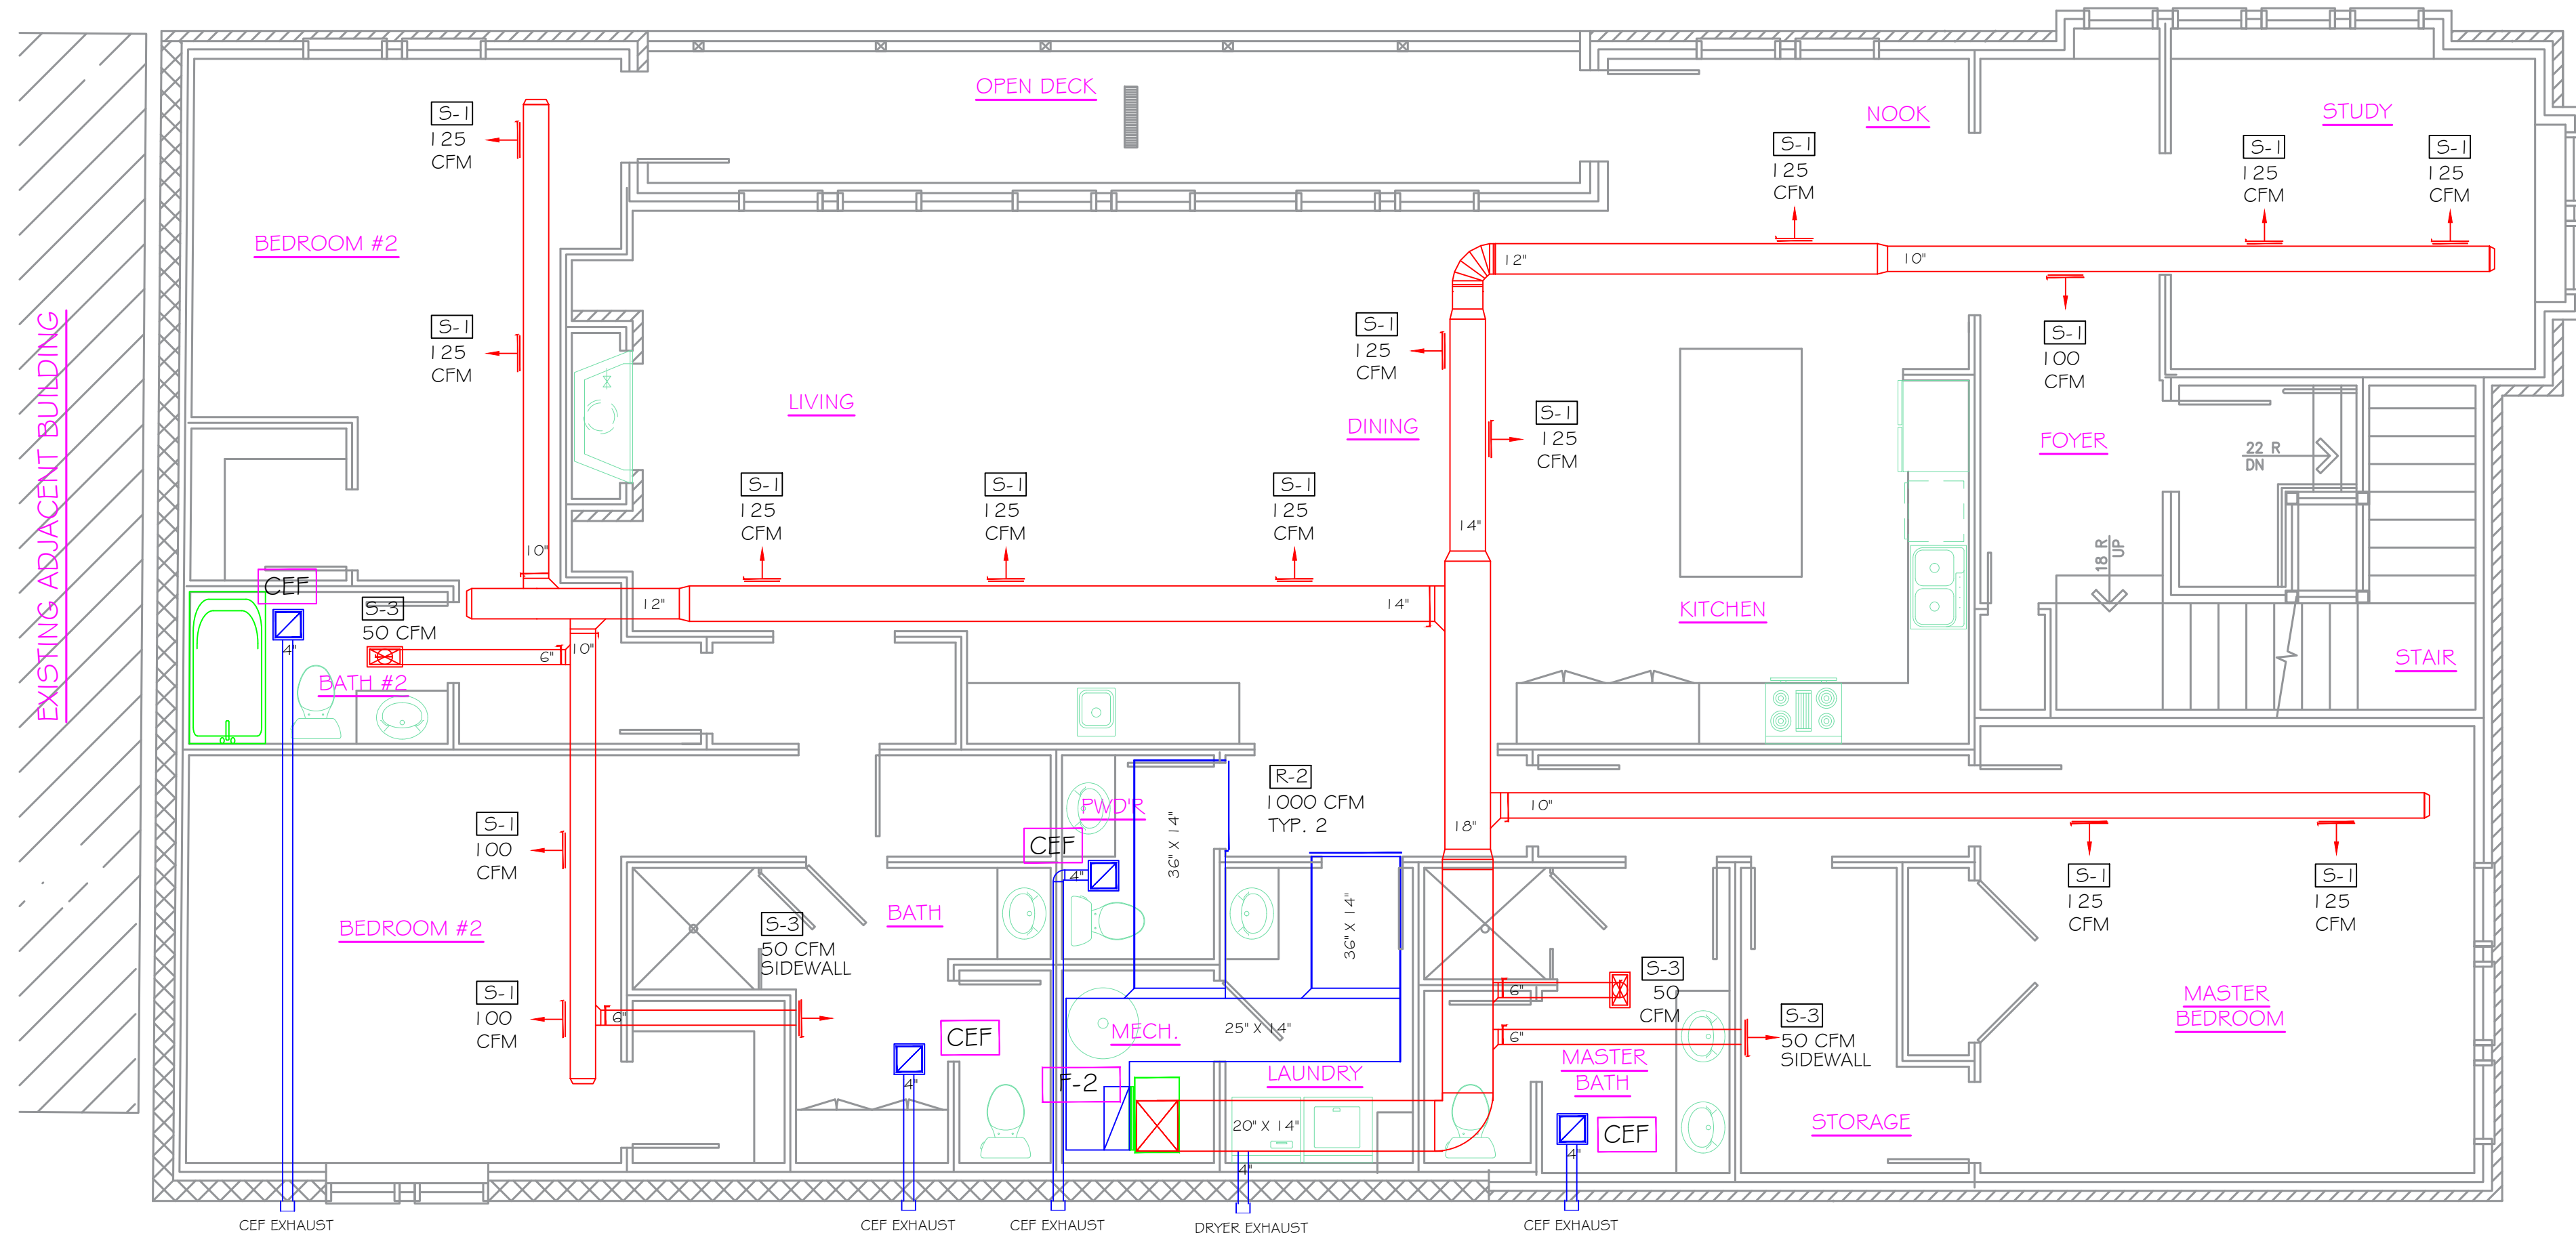 OPEN DECK
NOOK
STUDY
S-1
125
CFM
S-1
125
CFM
S-1
125
CFM
S-1
125
CFM
BEDROOM #2
12"
10"
EXISTING ADJACENT BUILDING
S-1
125
CFM
S-1
125
CFM
S-1
100
CFM
LIVING
DINING
S-1
125
CFM
FOYER
22 R
DN
S-1
125
CFM
S-1
125
CFM
S-1
125
CFM
14"
10"
18 R
UP
CEF
S-3
50 CFM
12"
14"
KITCHEN
4"
6"
10"
BATH #2
STAIR
R-2
1000 CFM
TYP. 2
PWD'R
36" X 14"
10"
18"
S-1
100
CFM
CEF
4"
S-1
125
CFM
S-1
125
CFM
BEDROOM #2
S-3
50 CFM
SIDEWALL
BATH
36" X 14"
S-1
100
CFM
6"
S-3
50
CFM
6"
MASTER
BEDROOM
CEF
MECH.
25" X 14"
6"
S-3
50 CFM
SIDEWALL
F-2
LAUNDRY
MASTER
BATH
4"
20" X 14"
STORAGE
CEF
4"
4"
CEF EXHAUST
CEF EXHAUST
CEF EXHAUST
DRYER EXHAUST
CEF EXHAUST